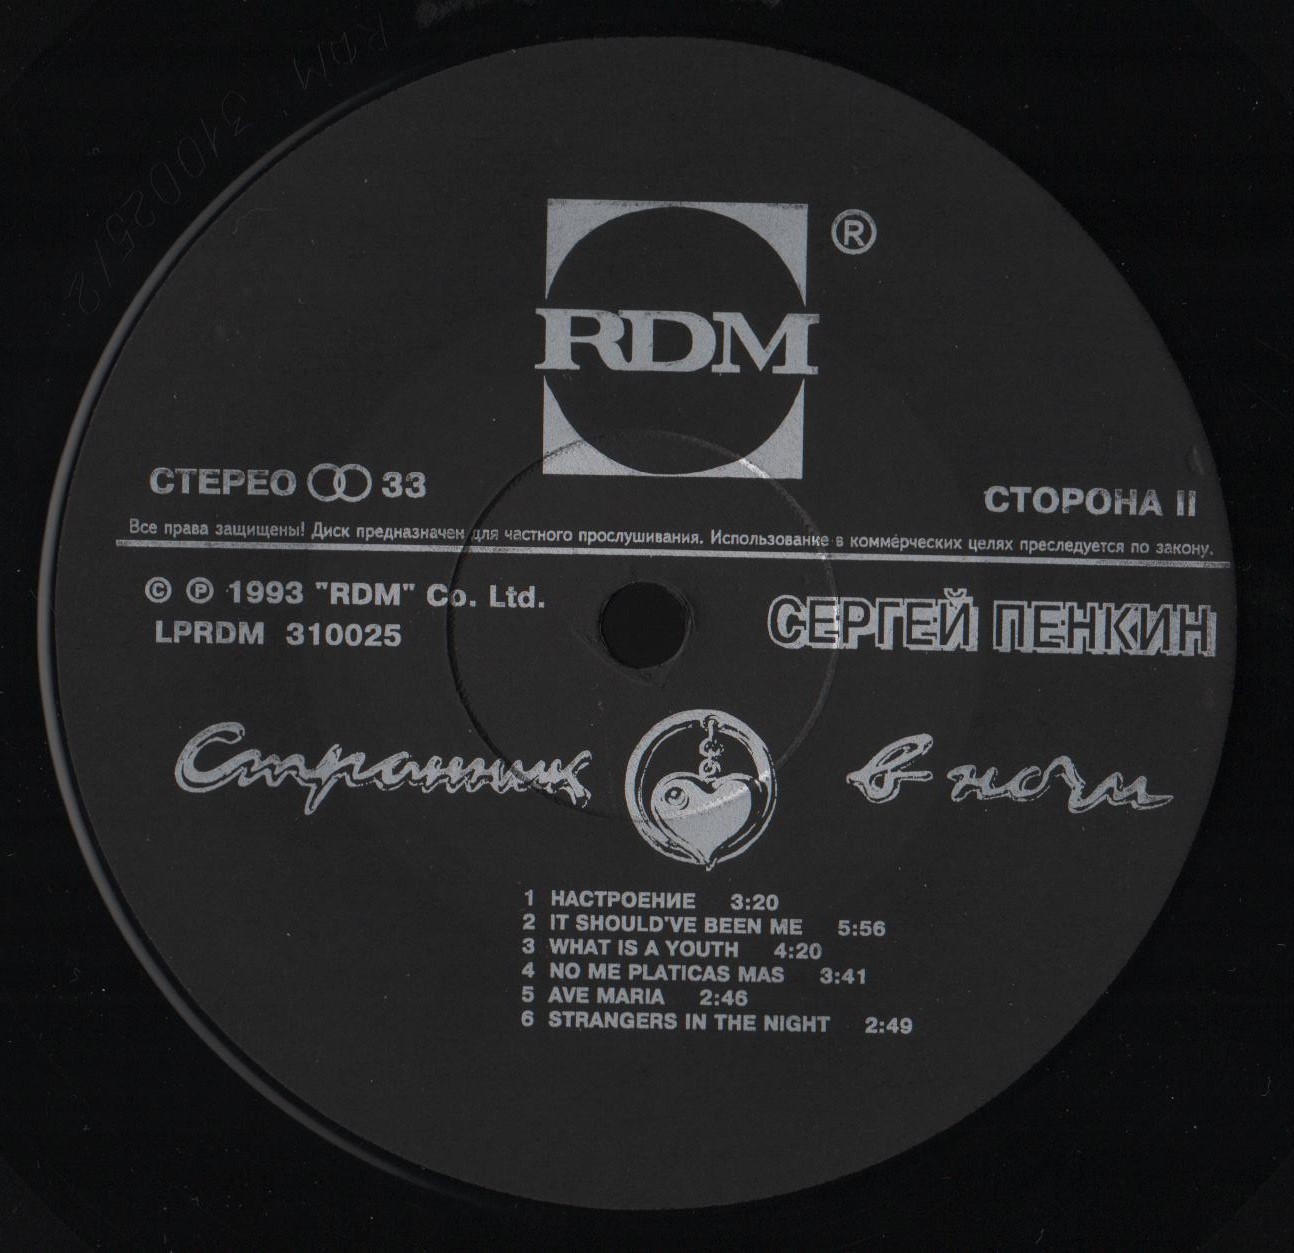 RDM 310025/2
®
RDM
СТЕРЕО 33
СТОРОНА II
Все права защищены! Диск предназначен для частного прослушивания. Использование в коммерческих целях преследуется по закону.
© ℗ 1993 "RDM" Co. Ltd.
LPRDM 310025
СЕРГЕЙ ПЕНКИН
Странник в ночи
1 НАСТРОЕНИЕ 3:20
2 IT SHOULD'VE BEEN ME 5:56
3 WHAT IS A YOUTH 4:20
4 NO ME PLATICAS MAS 3:41
5 AVE MARIA 2:46
6 STRANGERS IN THE NIGHT 2:49